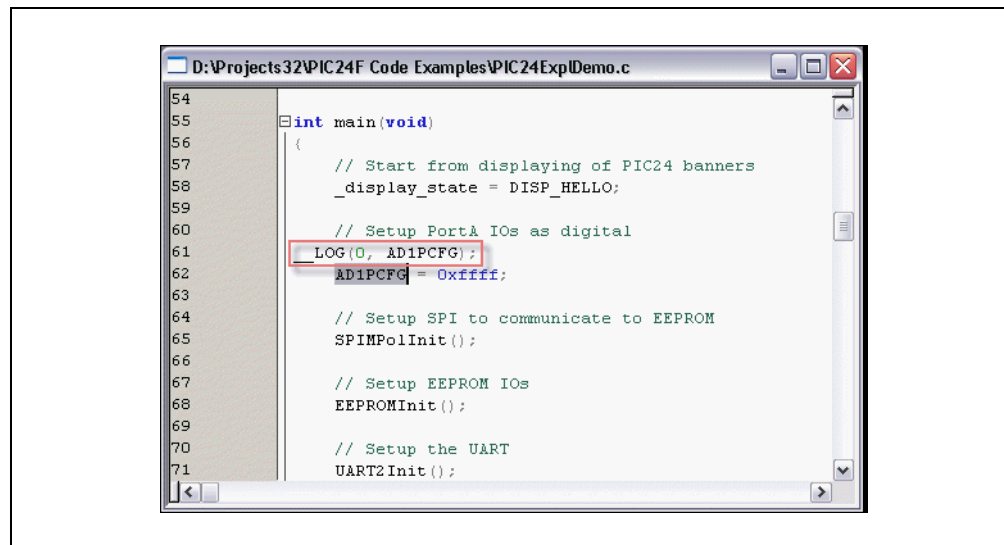 D:\Projects32\PIC24F Code Examples\PIC24ExplDemo.c
54
55 int main(void)
56 {
57 // Start from displaying of PIC24 banners
58 _display_state = DISP_HELLO;
59
60 // Setup PortA IOs as digital
61 __LOG(0, AD1PCFG);
62 AD1PCFG = 0xffff;
63
64 // Setup SPI to communicate to EEPROM
65 SPIMPolInit();
66
67 // Setup EEPROM IOs
68 EEPROMInit();
69
70 // Setup the UART
71 UART2Init();